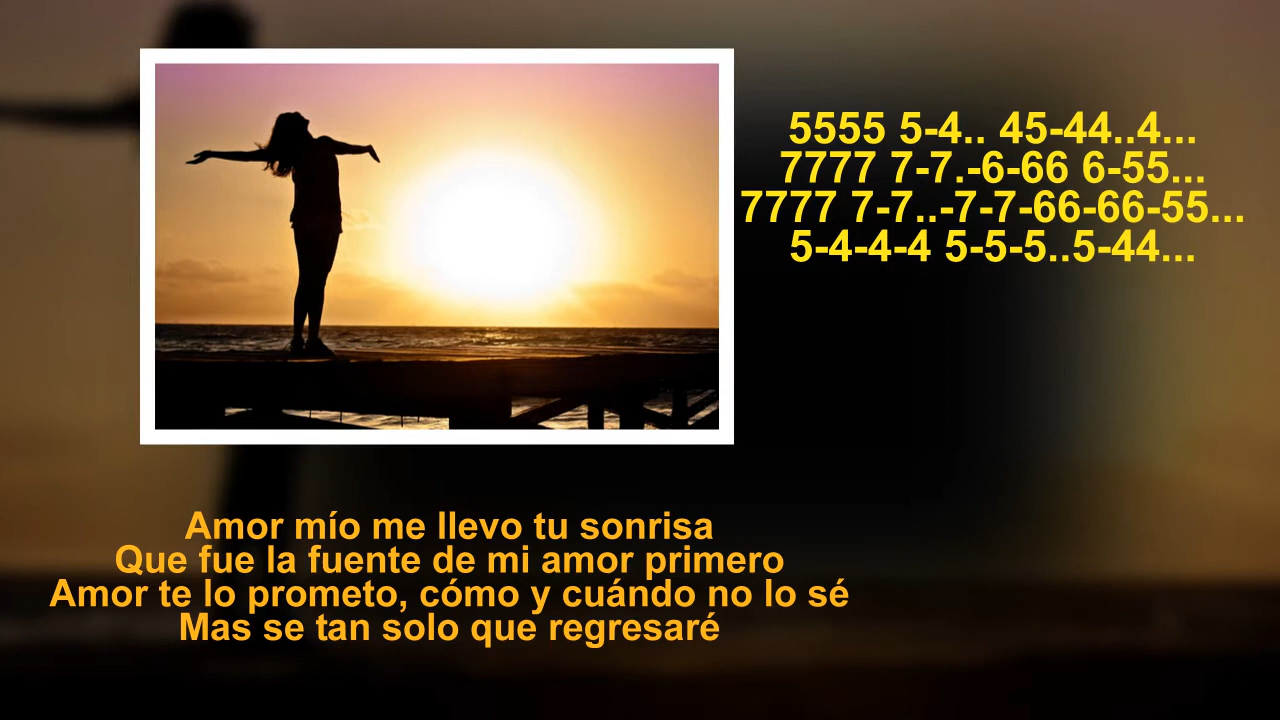 5555 5-4.. 45-44..4...
7777 7-7.-6-66 6-55...
7777 7-7..-7-7-66-66-55...
5-4-4-4 5-5-5..5-44...
Amor mío me llevo tu sonrisa
Que fue la fuente de mi amor primero
Amor te lo prometo, cómo y cuándo no lo sé
Mas se tan solo que regresaré